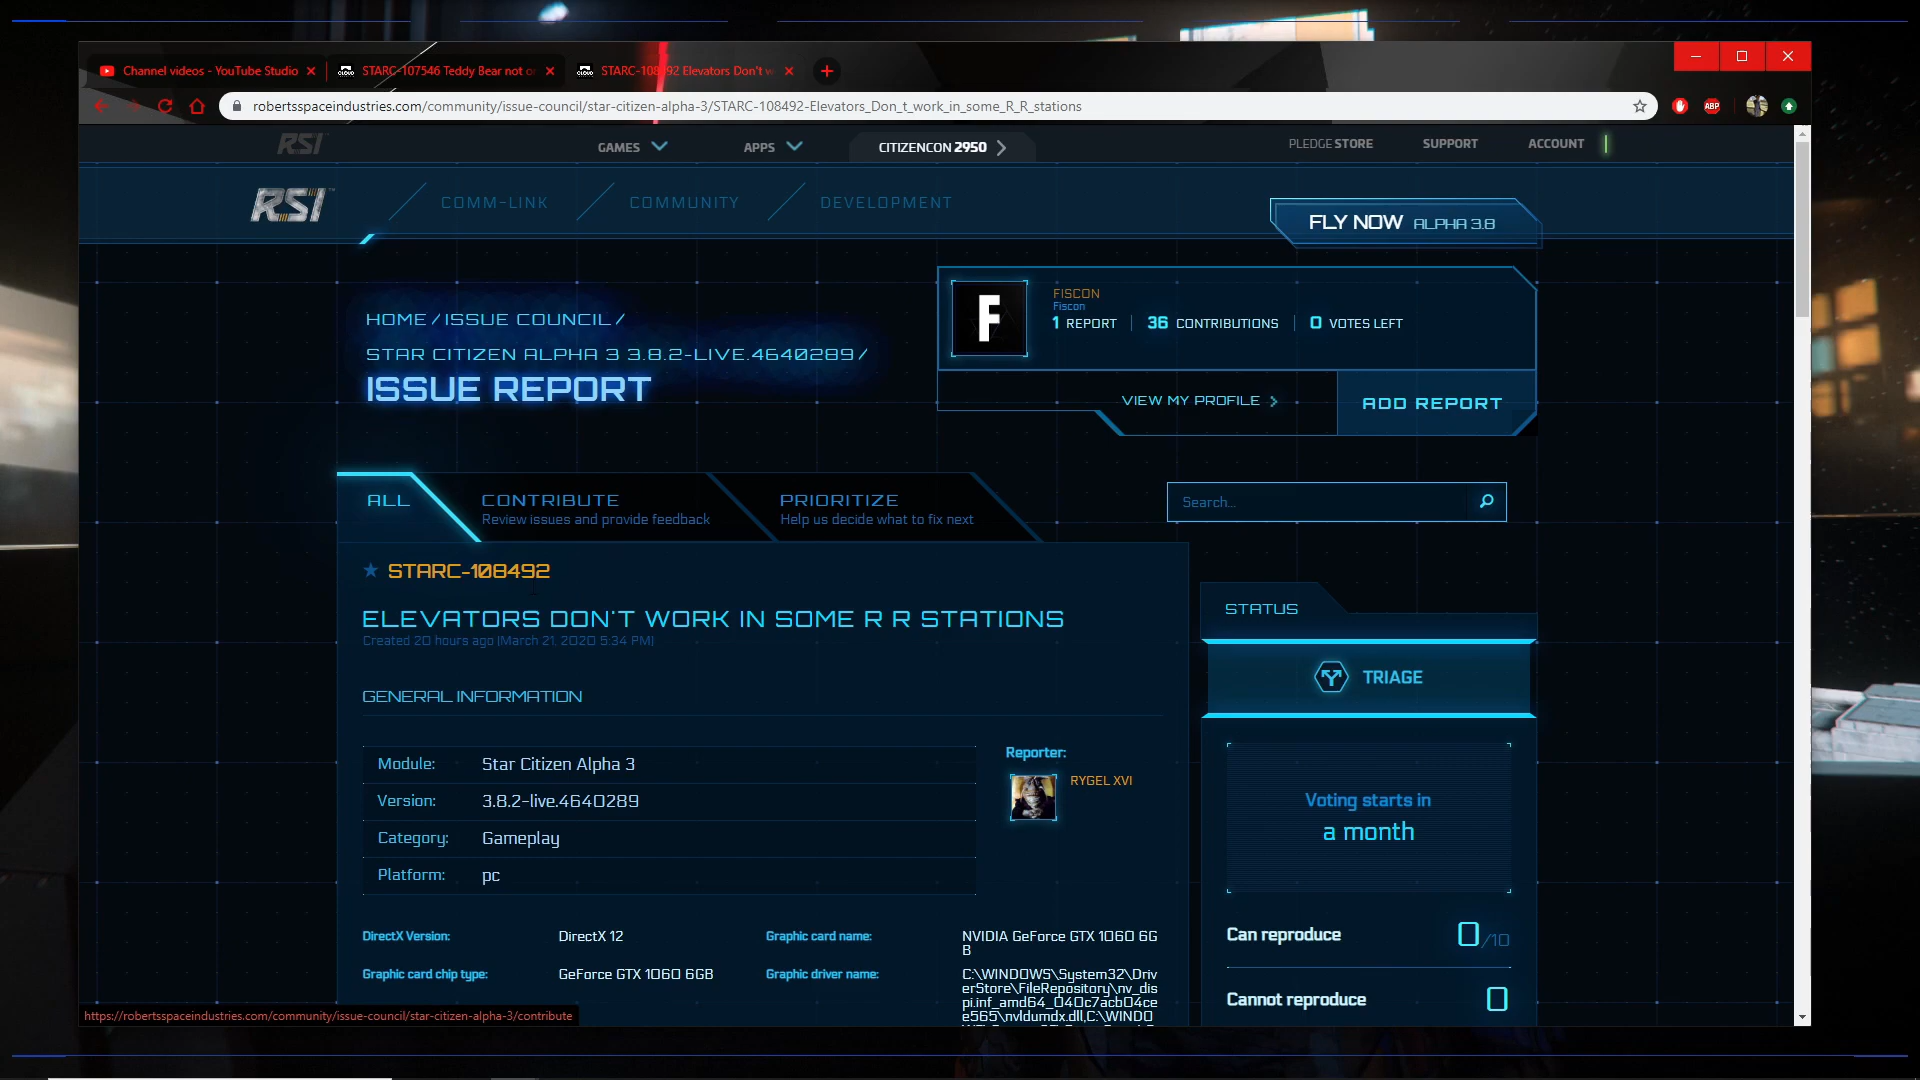 Channel videos - YouTube Studio
STARC-107546 Teddy Bear not o
STARC-108492 Elevators Don't w
robertsspaceindustries.com/community/issue-council/star-citizen-alpha-3/STARC-108492-Elevators_Don_t_work_in_some_R_R_stations
ABP
RSI
GAMES
APPS
CITIZENCON 2950
PLEDGE STORE
SUPPORT
ACCOUNT
RSI
COMM-LINK
COMMUNITY
DEVELOPMENT
FLY NOW ALPHA 3.8
HOME / ISSUE COUNCIL /
STAR CITIZEN ALPHA 3 3.8.2-LIVE.4640289 /
ISSUE REPORT
F
FISCON
Fiscon
1 REPORT
36 CONTRIBUTIONS
0 VOTES LEFT
VIEW MY PROFILE
ADD REPORT
ALL
CONTRIBUTE
Review issues and provide feedback
PRIORITIZE
Help us decide what to fix next
Search...
STARC-108492
ELEVATORS DON'T WORK IN SOME R R STATIONS
Created 20 hours ago (March 21, 2020 5:34 PM)
GENERAL INFORMATION
Module: Star Citizen Alpha 3
Version: 3.8.2-live.4640289
Category: Gameplay
Platform: pc
Reporter:
RYGEL XVI
STATUS
TRIAGE
Voting starts in
a month
Can reproduce 0/10
Cannot reproduce 0
DirectX Version: DirectX 12
Graphic card name: NVIDIA GeForce GTX 1060 6G
B
Graphic card chip type: GeForce GTX 1060 6GB
Graphic driver name: C:\WINDOWS\System32\Driv
erStore\FileRepository\nv_dis
pi.inf_amd64_040c7acb04ce
e565\nvldumdx.dll,C:\WINDO
https://robertsspaceindustries.com/community/issue-council/star-citizen-alpha-3/contribute